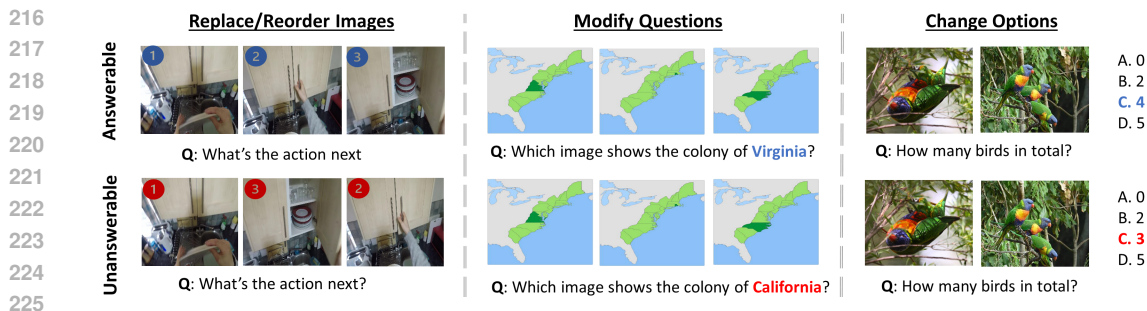 216
217
218
219
220
221
222
223
224
225
Replace/Reorder Images
Modify Questions
Change Options
Answerable
1
2
3
Q: What's the action next
Q: Which image shows the colony of Virginia?
A. 0
B. 2
C. 4
D. 5
Q: How many birds in total?
Unanswerable
1
3
2
Q: What's the action next?
Q: Which image shows the colony of California?
A. 0
B. 2
C. 3
D. 5
Q: How many birds in total?